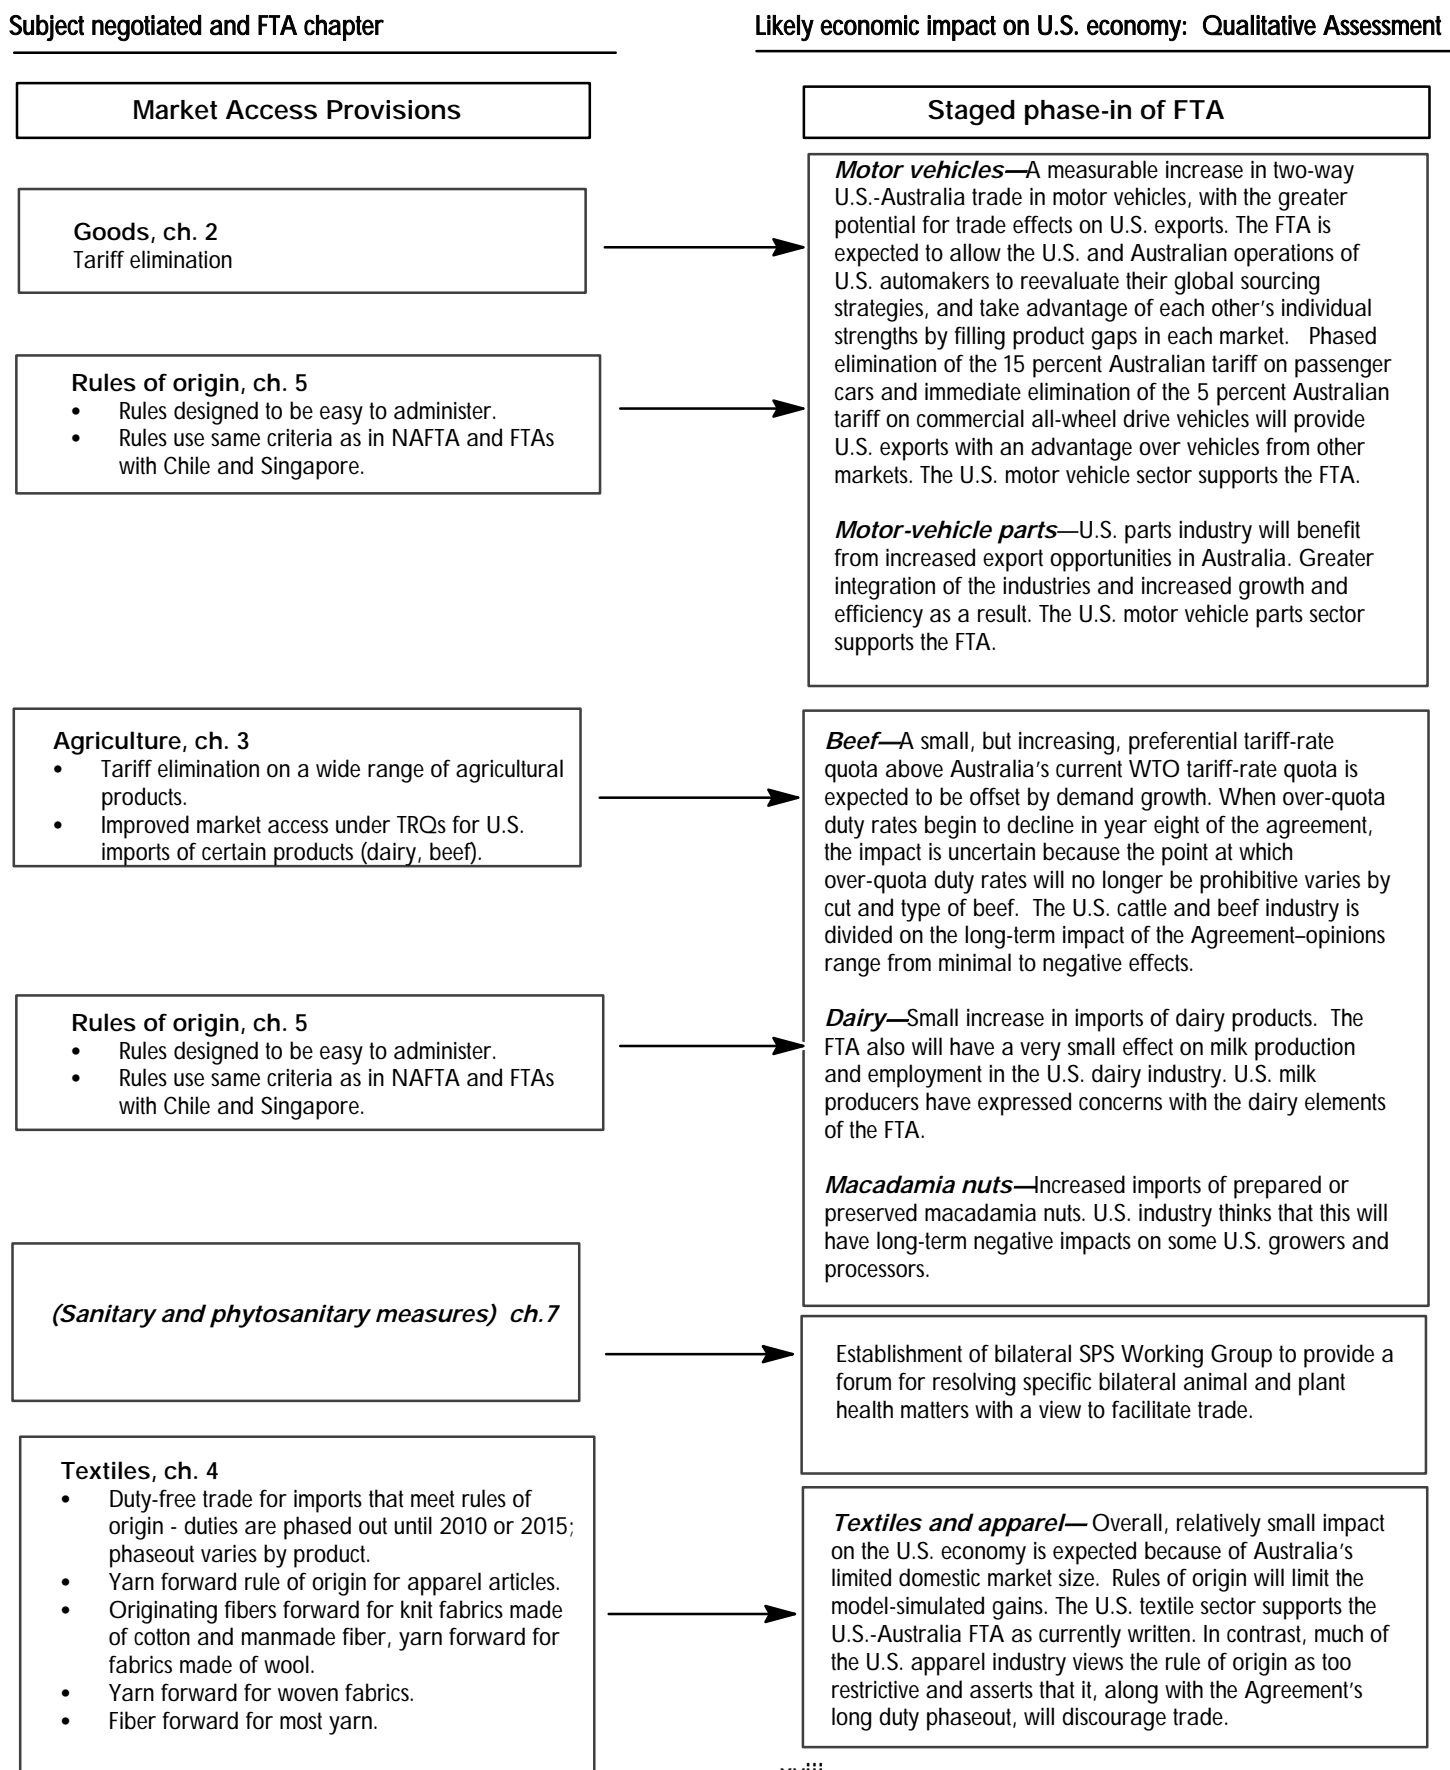 Subject negotiated and FTA chapter
Likely economic impact on U.S. economy: Qualitative Assessment
Market Access Provisions
Staged phase-in of FTA
Goods, ch. 2
Tariff elimination
Rules of origin, ch. 5
• Rules designed to be easy to administer.
• Rules use same criteria as in NAFTA and FTAs
with Chile and Singapore.
Motor vehicles—A measurable increase in two-way
U.S.-Australia trade in motor vehicles, with the greater
potential for trade effects on U.S. exports. The FTA is
expected to allow the U.S. and Australian operations of
U.S. automakers to reevaluate their global sourcing
strategies, and take advantage of each other's individual
strengths by filling product gaps in each market. Phased
elimination of the 15 percent Australian tariff on passenger
cars and immediate elimination of the 5 percent Australian
tariff on commercial all-wheel drive vehicles will provide
U.S. exports with an advantage over vehicles from other
markets. The U.S. motor vehicle sector supports the FTA.
Motor-vehicle parts—U.S. parts industry will benefit
from increased export opportunities in Australia. Greater
integration of the industries and increased growth and
efficiency as a result. The U.S. motor vehicle parts sector
supports the FTA.
Agriculture, ch. 3
• Tariff elimination on a wide range of agricultural
products.
• Improved market access under TRQs for U.S.
imports of certain products (dairy, beef).
Rules of origin, ch. 5
• Rules designed to be easy to administer.
• Rules use same criteria as in NAFTA and FTAs
with Chile and Singapore.
Beef—A small, but increasing, preferential tariff-rate
quota above Australia's current WTO tariff-rate quota is
expected to be offset by demand growth. When over-quota
duty rates begin to decline in year eight of the agreement,
the impact is uncertain because the point at which
over-quota duty rates will no longer be prohibitive varies by
cut and type of beef. The U.S. cattle and beef industry is
divided on the long-term impact of the Agreement–opinions
range from minimal to negative effects.
Dairy—Small increase in imports of dairy products. The
FTA also will have a very small effect on milk production
and employment in the U.S. dairy industry. U.S. milk
producers have expressed concerns with the dairy elements
of the FTA.
Macadamia nuts—Increased imports of prepared or
preserved macadamia nuts. U.S. industry thinks that this will
have long-term negative impacts on some U.S. growers and
processors.
(Sanitary and phytosanitary measures) ch.7
Establishment of bilateral SPS Working Group to provide a
forum for resolving specific bilateral animal and plant
health matters with a view to facilitate trade.
Textiles, ch. 4
• Duty-free trade for imports that meet rules of
origin - duties are phased out until 2010 or 2015;
phaseout varies by product.
• Yarn forward rule of origin for apparel articles.
• Originating fibers forward for knit fabrics made
of cotton and manmade fiber, yarn forward for
fabrics made of wool.
• Yarn forward for woven fabrics.
• Fiber forward for most yarn.
Textiles and apparel— Overall, relatively small impact
on the U.S. economy is expected because of Australia's
limited domestic market size. Rules of origin will limit the
model-simulated gains. The U.S. textile sector supports the
U.S.-Australia FTA as currently written. In contrast, much of
the U.S. apparel industry views the rule of origin as too
restrictive and asserts that it, along with the Agreement's
long duty phaseout, will discourage trade.
xviii